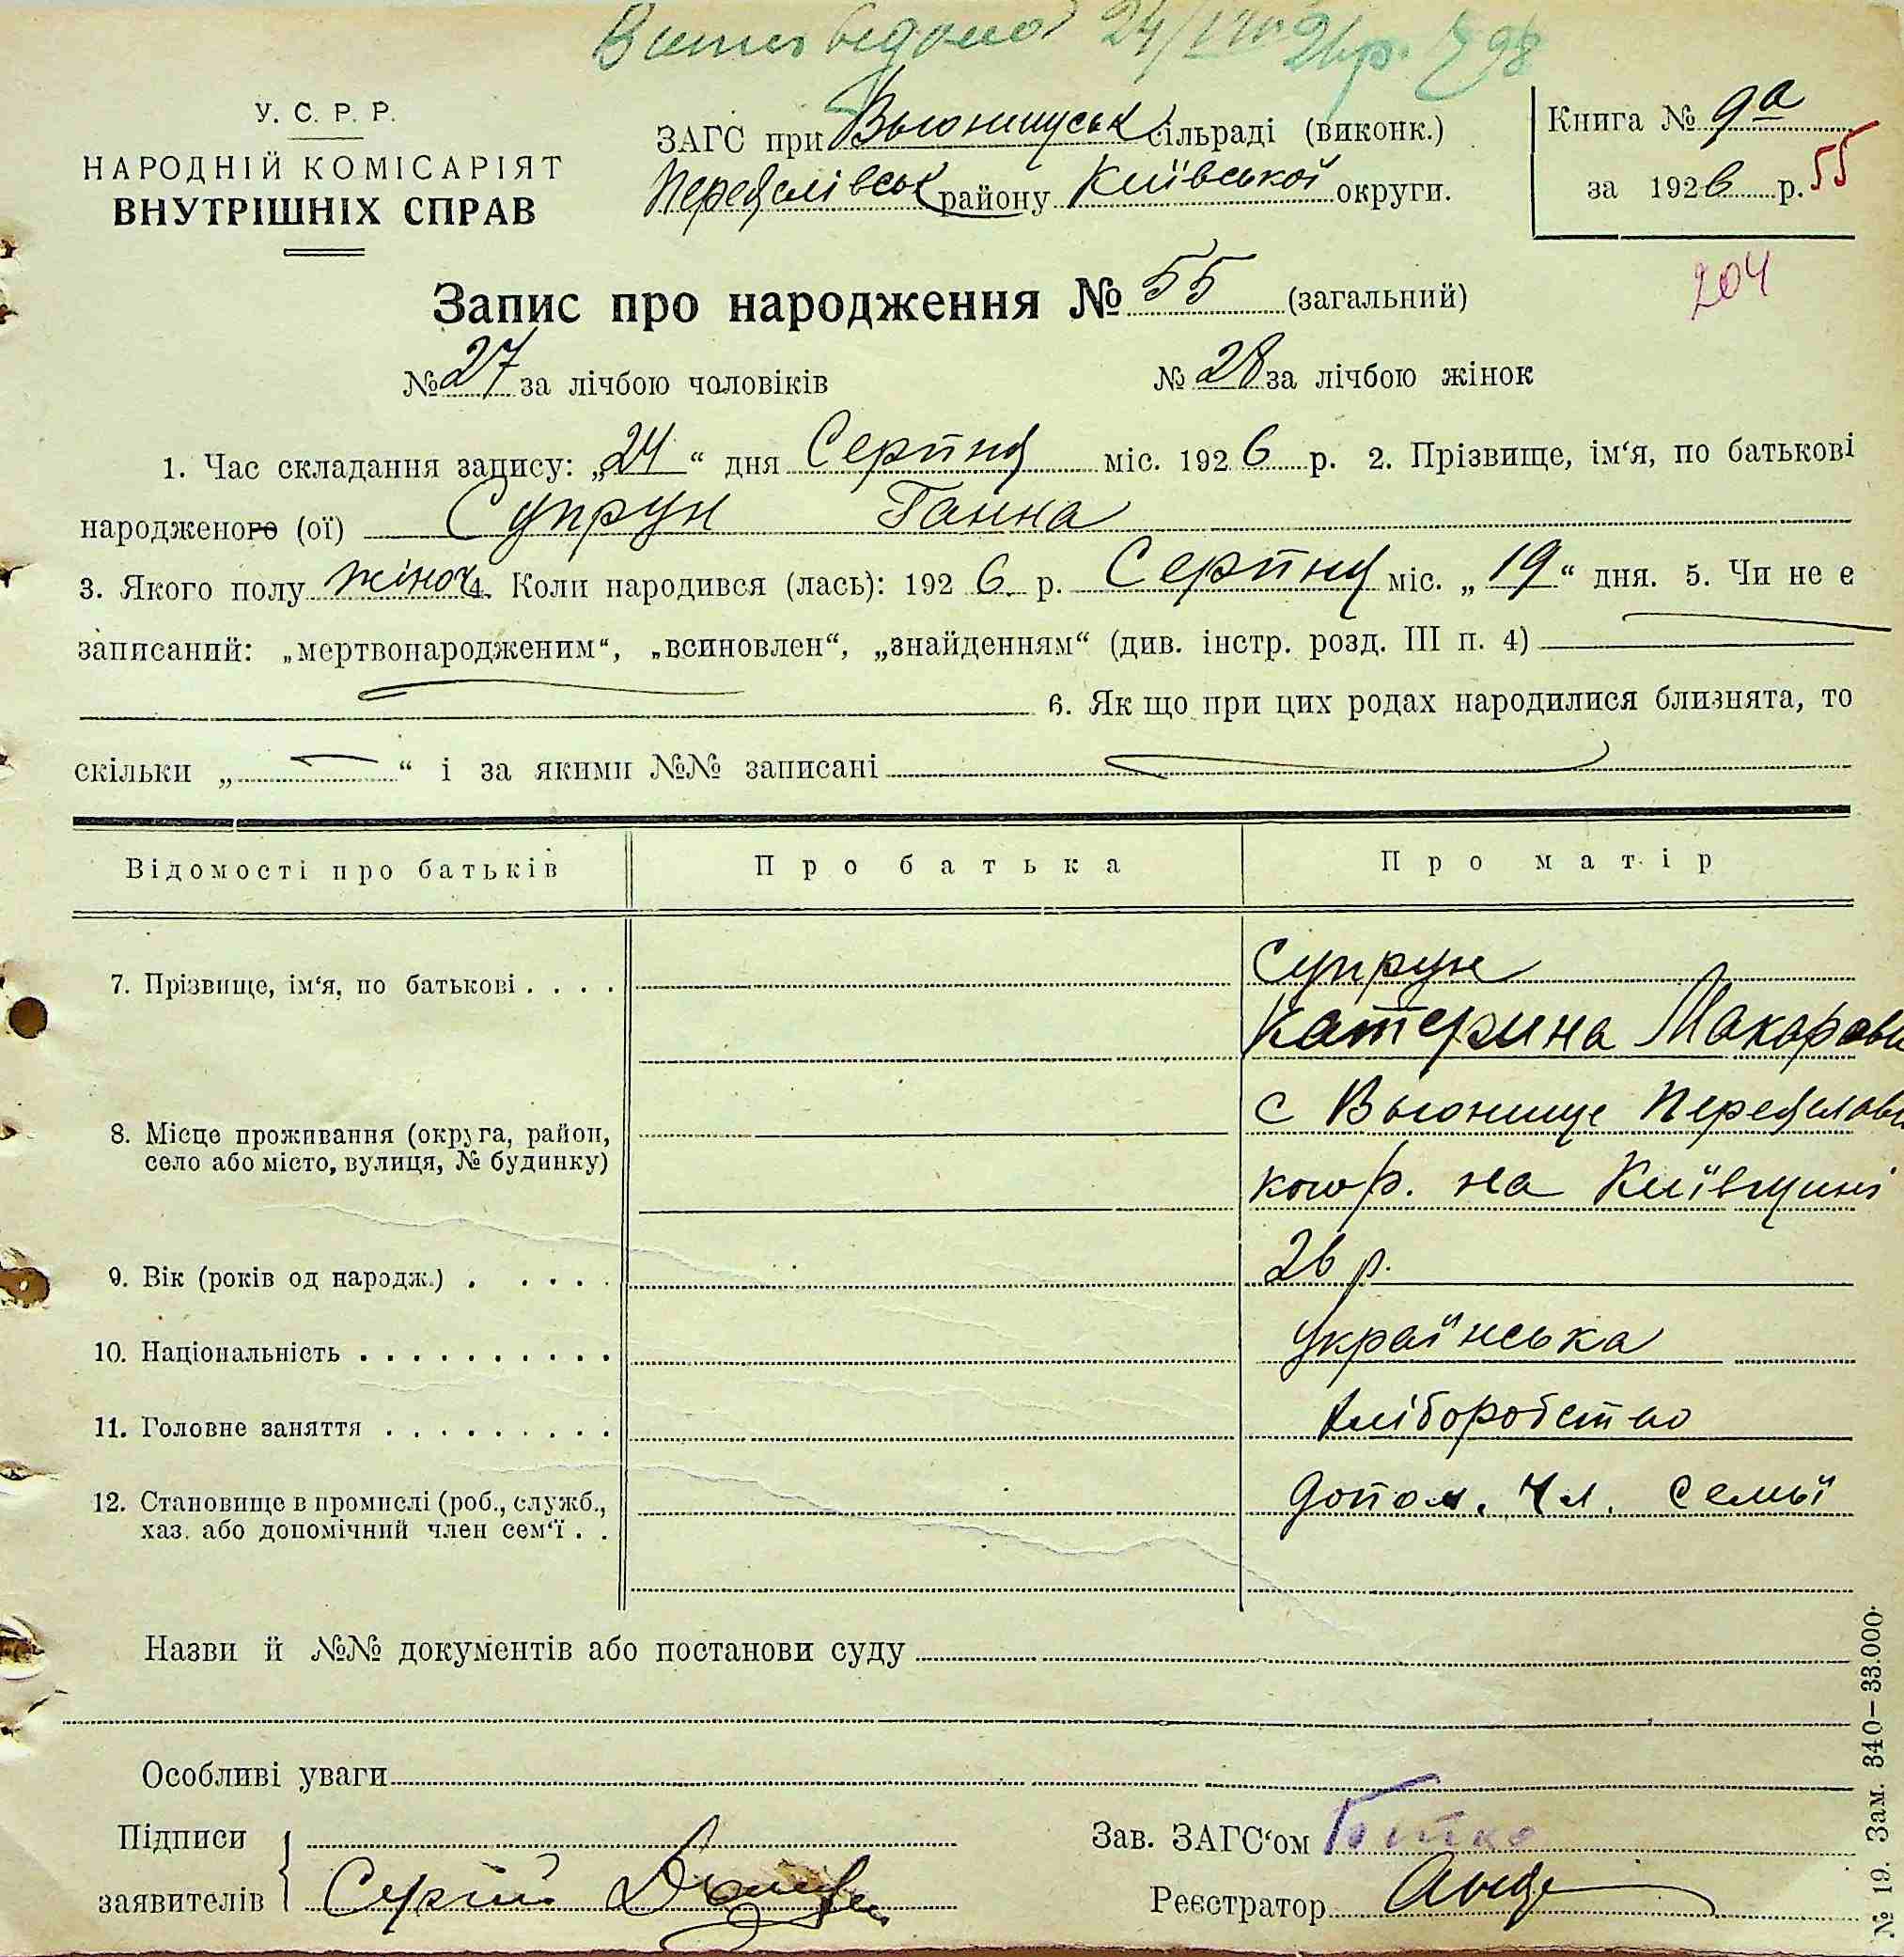 24/VIII 26р. № 98
У. С. Р. Р.
НАРОДНІЙ КОМІСАРІЯТ
ВНУТРІШНІХ СПРАВ
ЗАГС при Вьюнищськ сільраді (виконк.)
Переяслівськ району Київської округи.
Книга № 9а
за 1926 р. 55
204
Запис про народження № 55 (загальний)
№ 27 за лічбою чоловіків № 28 за лічбою жінок
1. Час складання запису: „24“ дня Серпня міс. 1926 р. 2. Прізвище, ім‘я, по батькові
народженого (ої) Супрун Ганна
3. Якого полу жіноч 4. Коли народився (лась): 1926 р. Серпня міс. „19“ дня. 5. Чи не є
записаний: „мертвонародженим“, „всиновлен“, „знайденням“ (див. інстр. розд. III п. 4)
6. Як що при цих родах народилися близнята, то
скільки „ “ і за якими №№ записані
Відомості про батьків Про батька Про матір
7. Прізвище, ім‘я, по батькові . . . . Супрун
Катерина Макаровн
8. Місце проживання (округа, район,
село або місто, вулиця, № будинку)
с Вьюнище Переяслов
на Київщині
9. Вік (років од народж.) . . . . . 26 р.
10. Національність . . . . . . . . . . українська
11. Головне заняття . . . . . . . . . хліборобство
12. Становище в промислі (роб., служб.,
хаз. або допомічний член сем‘ї . .
допом. чл. семьї
Назви й №№ документів або постанови суду
Особливі уваги
Підписи
заявителів Сергій
Зав. ЗАГС‘ом Бойко
Реєстратор
№ 19. Зам. 340—33.000.